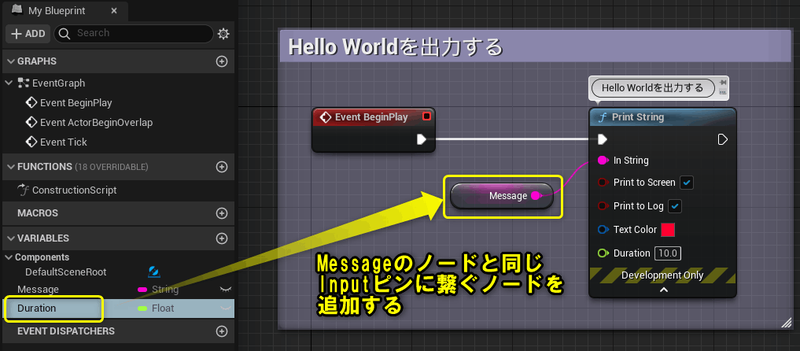 My Blueprint
ADD
Search
GRAPHS
EventGraph
Event BeginPlay
Event ActorBeginOverlap
Event Tick
FUNCTIONS (18 OVERRIDABLE)
ConstructionScript
MACROS
VARIABLES
Components
DefaultSceneRoot
Message
String
Duration
Float
EVENT DISPATCHERS
Hello Worldを出力する
Hello Worldを出力する
Event BeginPlay
Print String
In String
Message
Print to Screen
Print to Log
Text Color
Duration 10.0
Development Only
Messageのノードと同じ
Inputピンに繋ぐノードを
追加する